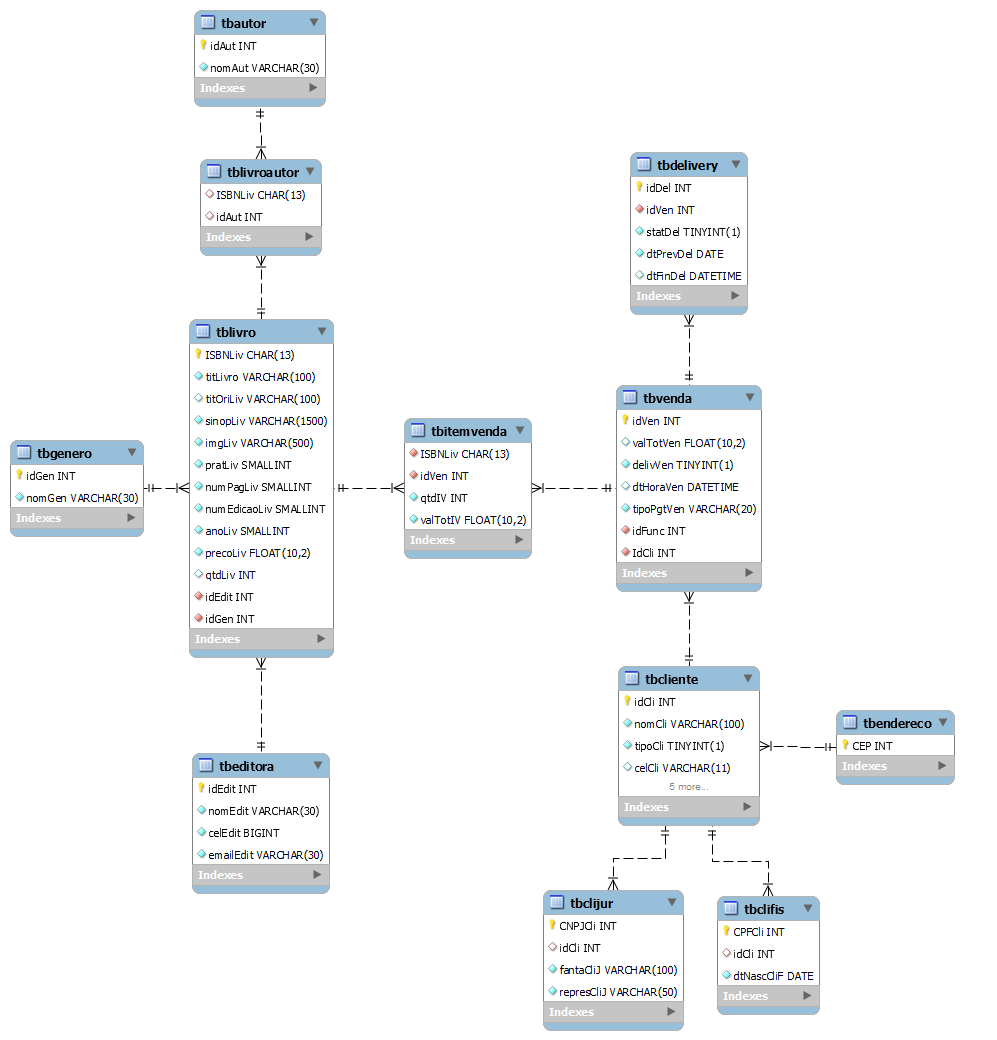 tbautor
idAut INT
nomAut VARCHAR(30)
Indexes
tblivroautor
ISBNLiv CHAR(13)
idAut INT
Indexes
tbdelivery
idDel INT
idVen INT
statDel TINYINT(1)
dtPrevDel DATE
dtFinDel DATETIME
Indexes
tblivro
ISBNLiv CHAR(13)
titLivro VARCHAR(100)
titOriLiv VARCHAR(100)
sinopLiv VARCHAR(1500)
imgLiv VARCHAR(500)
pratLiv SMALLINT
numPagLiv SMALLINT
numEdicaoLiv SMALLINT
anoLiv SMALLINT
precoLiv FLOAT(10,2)
qtdLiv INT
idEdit INT
idGen INT
Indexes
tbgenero
idGen INT
nomGen VARCHAR(30)
Indexes
tbitemvenda
ISBNLiv CHAR(13)
idVen INT
qtdIV INT
valTotIV FLOAT(10,2)
Indexes
tbvenda
idVen INT
valTotVen FLOAT(10,2)
delivVen TINYINT(1)
dtHoraVen DATETIME
tipoPgtVen VARCHAR(20)
idFunc INT
IdCli INT
Indexes
tbcliente
idCli INT
nomCli VARCHAR(100)
tipoCli TINYINT(1)
celCli VARCHAR(11)
5 more...
Indexes
tbendereco
CEP INT
Indexes
tbeditora
idEdit INT
nomEdit VARCHAR(30)
celEdit BIGINT
emailEdit VARCHAR(30)
Indexes
tbclijur
CNPJCli INT
idCli INT
fantaCliJ VARCHAR(100)
represCliJ VARCHAR(50)
Indexes
tbclifis
CPFCli INT
idCli INT
dtNascCliF DATE
Indexes